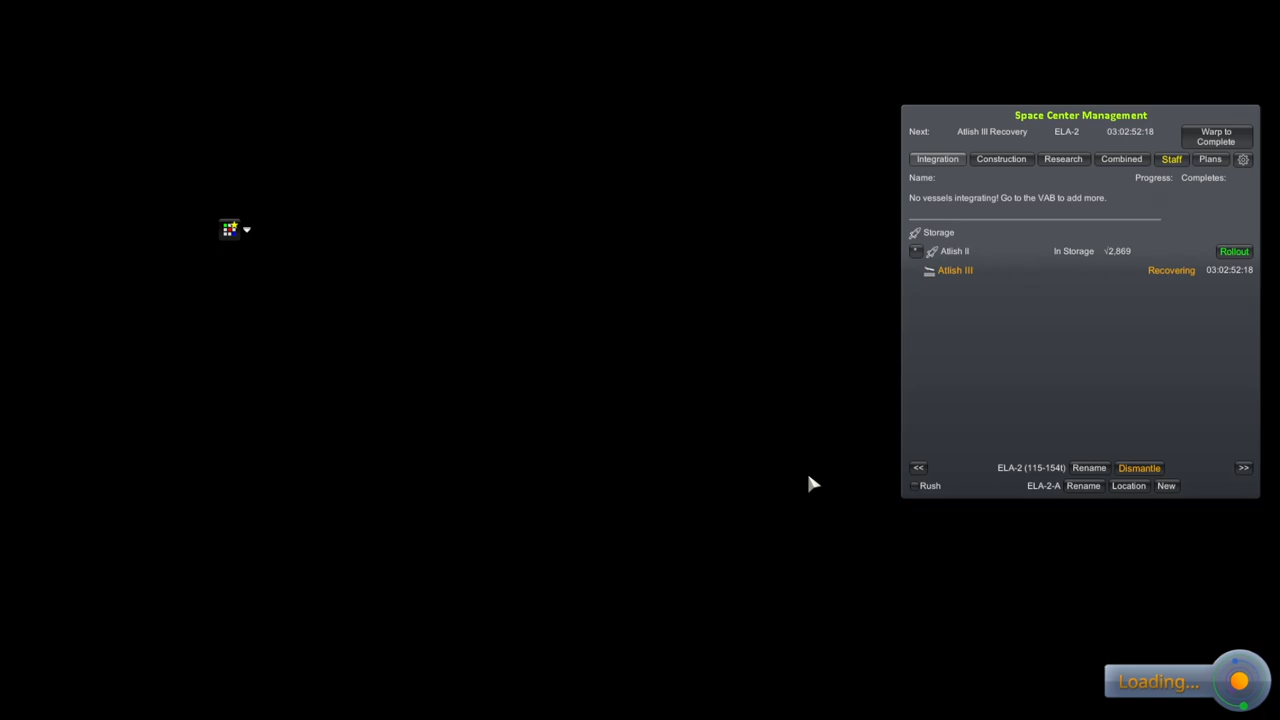 Space Center Management
Next: Atlish III Recovery ELA-2 03:02:52:18 Warp to Complete
Integration Construction Research Combined Staff Plans
Name: Progress: Completes:
No vessels integrating! Go to the VAB to add more.
Storage
* Atlish II In Storage √2,869 Rollout
Atlish III Recovering 03:02:52:18
<< ELA-2 (115-154t) Rename Dismantle >>
Rush ELA-2-A Rename Location New
Loading...